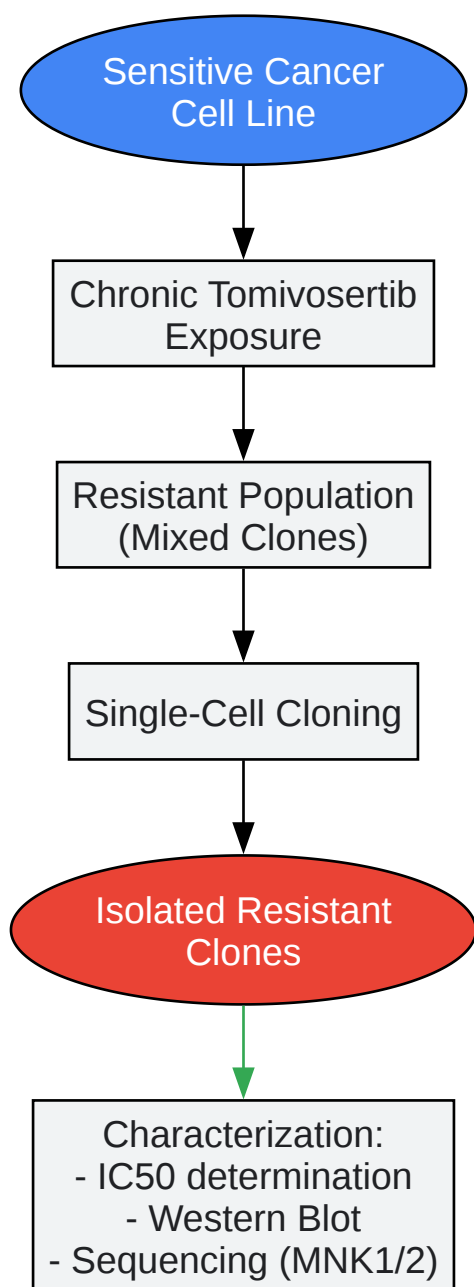 Sensitive Cancer
Cell Line
Chronic Tomivosertib
Exposure
Resistant Population
(Mixed Clones)
Single-Cell Cloning
Isolated Resistant
Clones
Characterization:
- IC50 determination
- Western Blot
- Sequencing (MNK1/2)